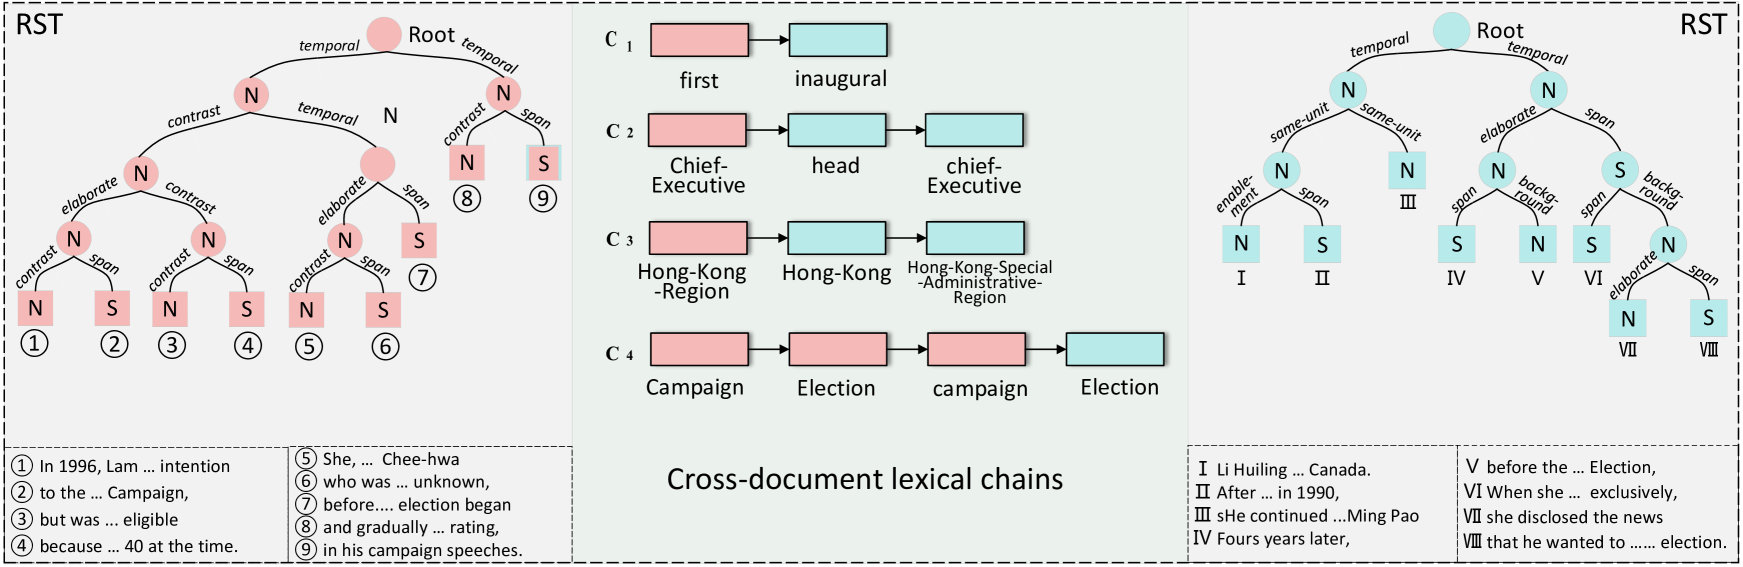 RST
Root
temporal
temporal
N
N
contrast
temporal
N
contrast
span
N
N
S
⑧
⑨
elaborate
contrast
elaborate
span
N
N
N
S
⑦
contrast
span
contrast
span
contrast
span
N
S
N
S
N
S
①
②
③
④
⑤
⑥
① In 1996, Lam ... intention
② to the ... Campaign,
③ but was ... eligible
④ because ... 40 at the time.
⑤ She, ... Chee-hwa
⑥ who was ... unknown,
⑦ before.... election began
⑧ and gradually ... rating,
⑨ in his campaign speeches.
C 1
first
inaugural
C 2
Chief-
Executive
head
chief-
Executive
C 3
Hong-Kong
-Region
Hong-Kong
Hong-Kong-Special
-Administrative-
Region
C 4
Campaign
Election
campaign
Election
Cross-document lexical chains
RST
Root
temporal
temporal
N
N
same-unit
same-unit
elaborate
span
N
N
Ⅲ
N
S
enable-
ment
span
span
backg-
round
span
backg-
round
N
S
S
N
S
N
Ⅰ
Ⅱ
Ⅳ
Ⅴ
Ⅵ
elaborate
span
N
S
Ⅶ
Ⅷ
Ⅰ Li Huiling ... Canada.
Ⅱ After ... in 1990,
Ⅲ sHe continued ...Ming Pao
Ⅳ Fours years later,
Ⅴ before the ... Election,
Ⅵ When she ... exclusively,
Ⅶ she disclosed the news
Ⅷ that he wanted to ...... election.